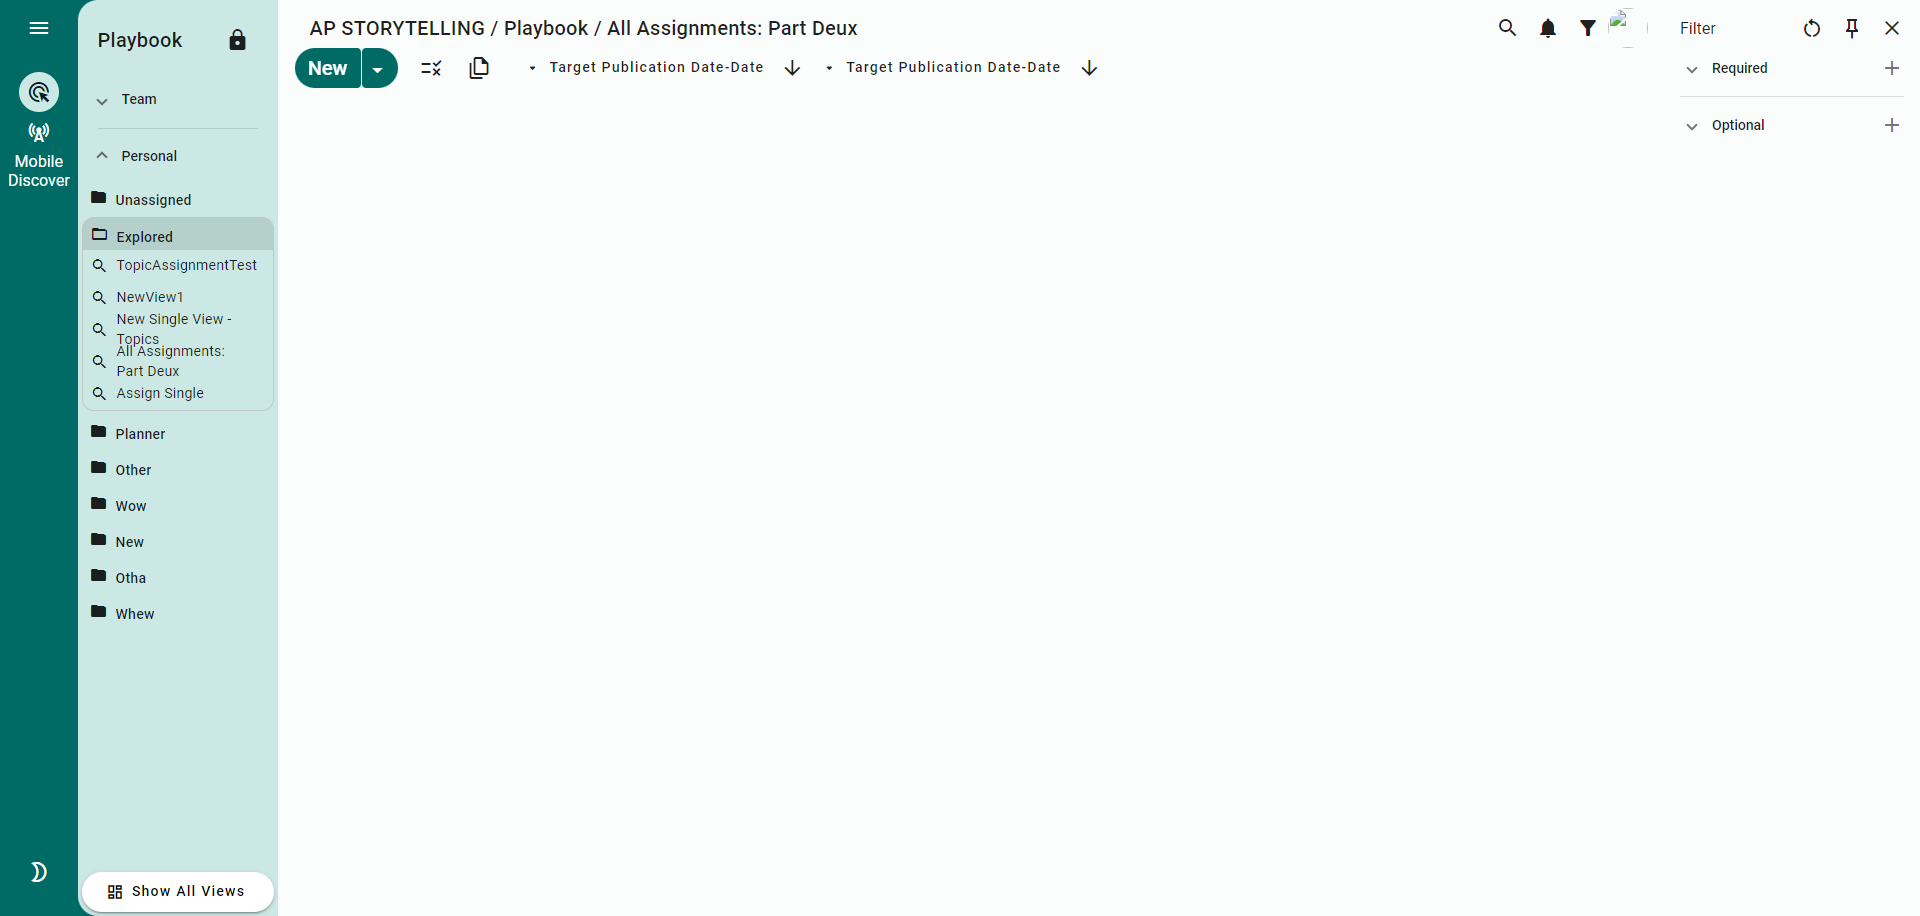 Mobile
Discover
Playbook
Team
Personal
Unassigned
Explored
TopicAssignmentTest
NewView1
New Single View -
Topics
All Assignments:
Part Deux
Assign Single
Planner
Other
Wow
New
Otha
Whew
Show All Views
AP STORYTELLING / Playbook / All Assignments: Part Deux
New
Target Publication Date-Date
Target Publication Date-Date
Filter
Required
Optional